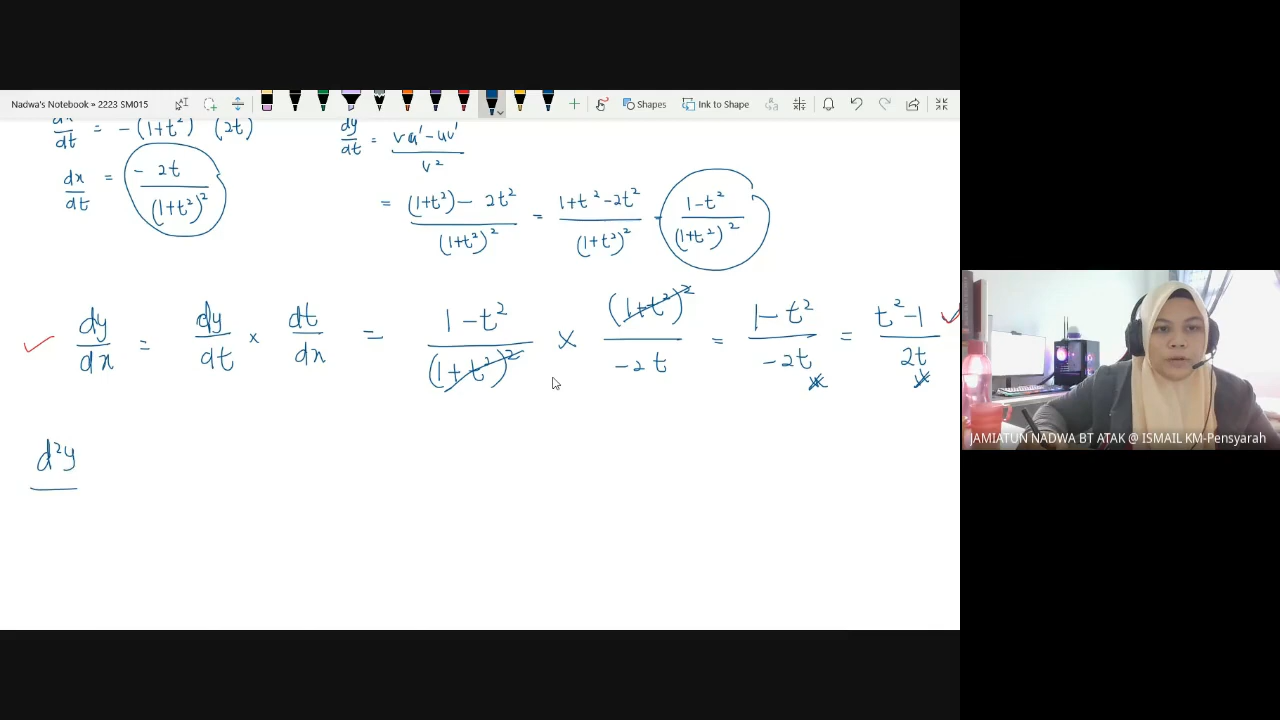 Nadwa's Notebook » 2223 SM015
Shapes
Ink to Shape
dx/dt = -(1+t²) (2t)
dy/dt = (vu' - uv')/v²
dx/dt = -2t/(1+t²)²
= ((1+t²) - 2t²)/(1+t²)² = (1+t²-2t²)/(1+t²)² - (1-t²)/(1+t²)²
dy/dx = dy/dt × dt/dx = (1-t²)/(1+t²)² × (1+t²)²/(-2t) = (1-t²)/(-2t) = (t²-1)/(2t)
d²y
JAMIATUN NADWA BT ATAK @ ISMAIL KM-Pensyarah